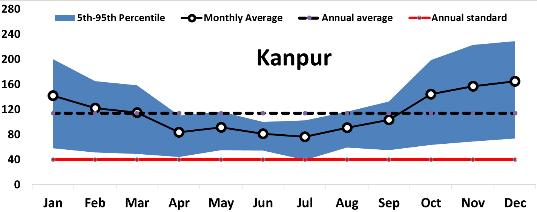 280
5th-95th Percentile Monthly Average Annual average Annual standard
240
Kanpur
200
160
120
80
40
0
Jan Feb Mar Apr May Jun Jul Aug Sep Oct Nov Dec